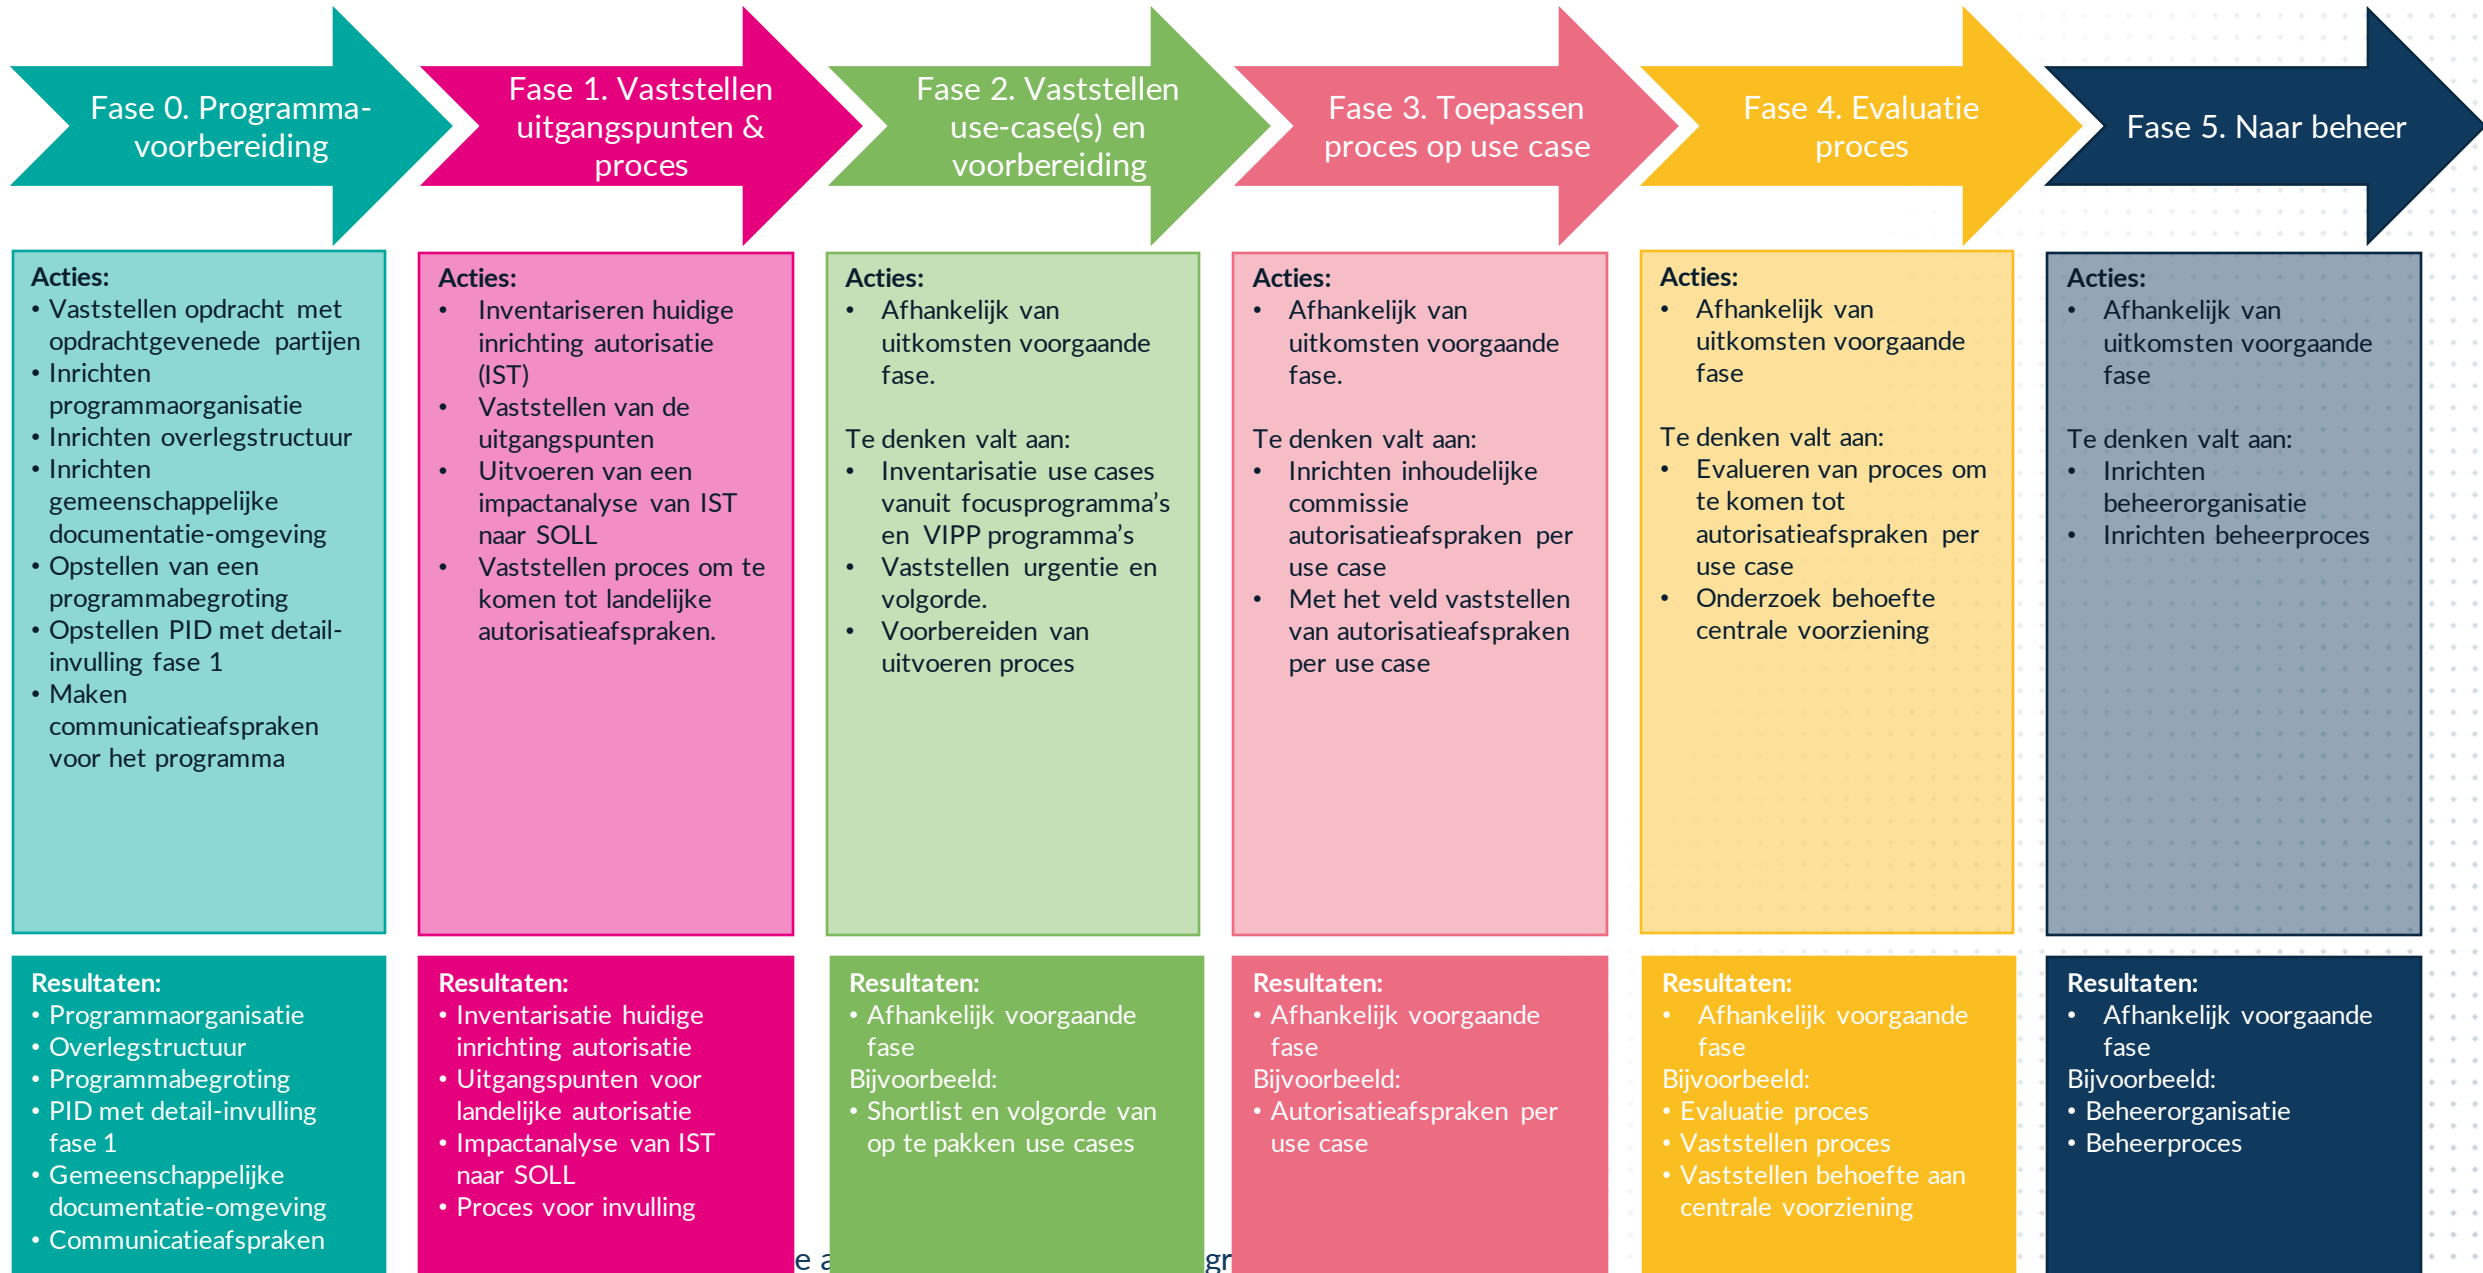 Fase 0. Programma-
voorbereiding
Fase 1. Vaststellen
uitgangspunten &
proces
Fase 2. Vaststellen
use-case(s) en
voorbereiding
Fase 3. Toepassen
proces op use case
Fase 4. Evaluatie
proces
Fase 5. Naar beheer
Acties:
• Vaststellen opdracht met
opdrachtgevenede partijen
• Inrichten
programmaorganisatie
• Inrichten overlegstructuur
• Inrichten
gemeenschappelijke
documentatie-omgeving
• Opstellen van een
programmabegroting
• Opstellen PID met detail-
invulling fase 1
• Maken
communicatieafspraken
voor het programma
Acties:
• Inventariseren huidige
inrichting autorisatie
(IST)
• Vaststellen van de
uitgangspunten
• Uitvoeren van een
impactanalyse van IST
naar SOLL
• Vaststellen proces om te
komen tot landelijke
autorisatieafspraken.
Acties:
• Afhankelijk van
uitkomsten voorgaande
fase.
Te denken valt aan:
• Inventarisatie use cases
vanuit focusprogramma’s
en VIPP programma’s
• Vaststellen urgentie en
volgorde.
• Voorbereiden van
uitvoeren proces
Acties:
• Afhankelijk van
uitkomsten voorgaande
fase.
Te denken valt aan:
• Inrichten inhoudelijke
commissie
autorisatieafspraken per
use case
• Met het veld vaststellen
van autorisatieafspraken
per use case
Acties:
• Afhankelijk van
uitkomsten voorgaande
fase
Te denken valt aan:
• Evalueren van proces om
te komen tot
autorisatieafspraken per
use case
• Onderzoek behoefte
centrale voorziening
Acties:
• Afhankelijk van
uitkomsten voorgaande
fase
Te denken valt aan:
• Inrichten
beheerorganisatie
• Inrichten beheerproces
Resultaten:
• Programmaorganisatie
• Overlegstructuur
• Programmabegroting
• PID met detail-invulling
fase 1
• Gemeenschappelijke
documentatie-omgeving
• Communicatieafspraken
Resultaten:
• Inventarisatie huidige
inrichting autorisatie
• Uitgangspunten voor
landelijke autorisatie
• Impactanalyse van IST
naar SOLL
• Proces voor invulling
Resultaten:
• Afhankelijk voorgaande
fase
Bijvoorbeeld:
• Shortlist en volgorde van
op te pakken use cases
Resultaten:
• Afhankelijk voorgaande
fase
Bijvoorbeeld:
• Autorisatieafspraken per
use case
Resultaten:
• Afhankelijk voorgaande
fase
Bijvoorbeeld:
• Evaluatie proces
• Vaststellen proces
• Vaststellen behoefte aan
centrale voorziening
Resultaten:
• Afhankelijk voorgaande
fase
Bijvoorbeeld:
• Beheerorganisatie
• Beheerproces